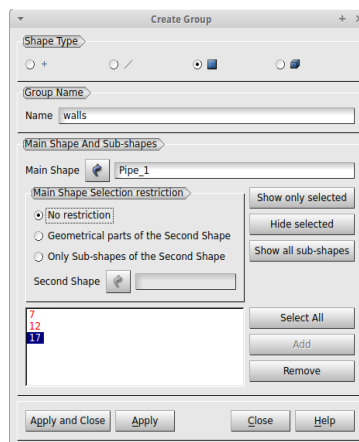 Create Group
Shape Type
Group Name
Name walls
Main Shape And Sub-shapes
Main Shape Pipe_1
Main Shape Selection restriction
No restriction
Geometrical parts of the Second Shape
Only Sub-shapes of the Second Shape
Second Shape
Show only selected
Hide selected
Show all sub-shapes
7
12
17
Select All
Add
Remove
Apply and Close Apply Close Help